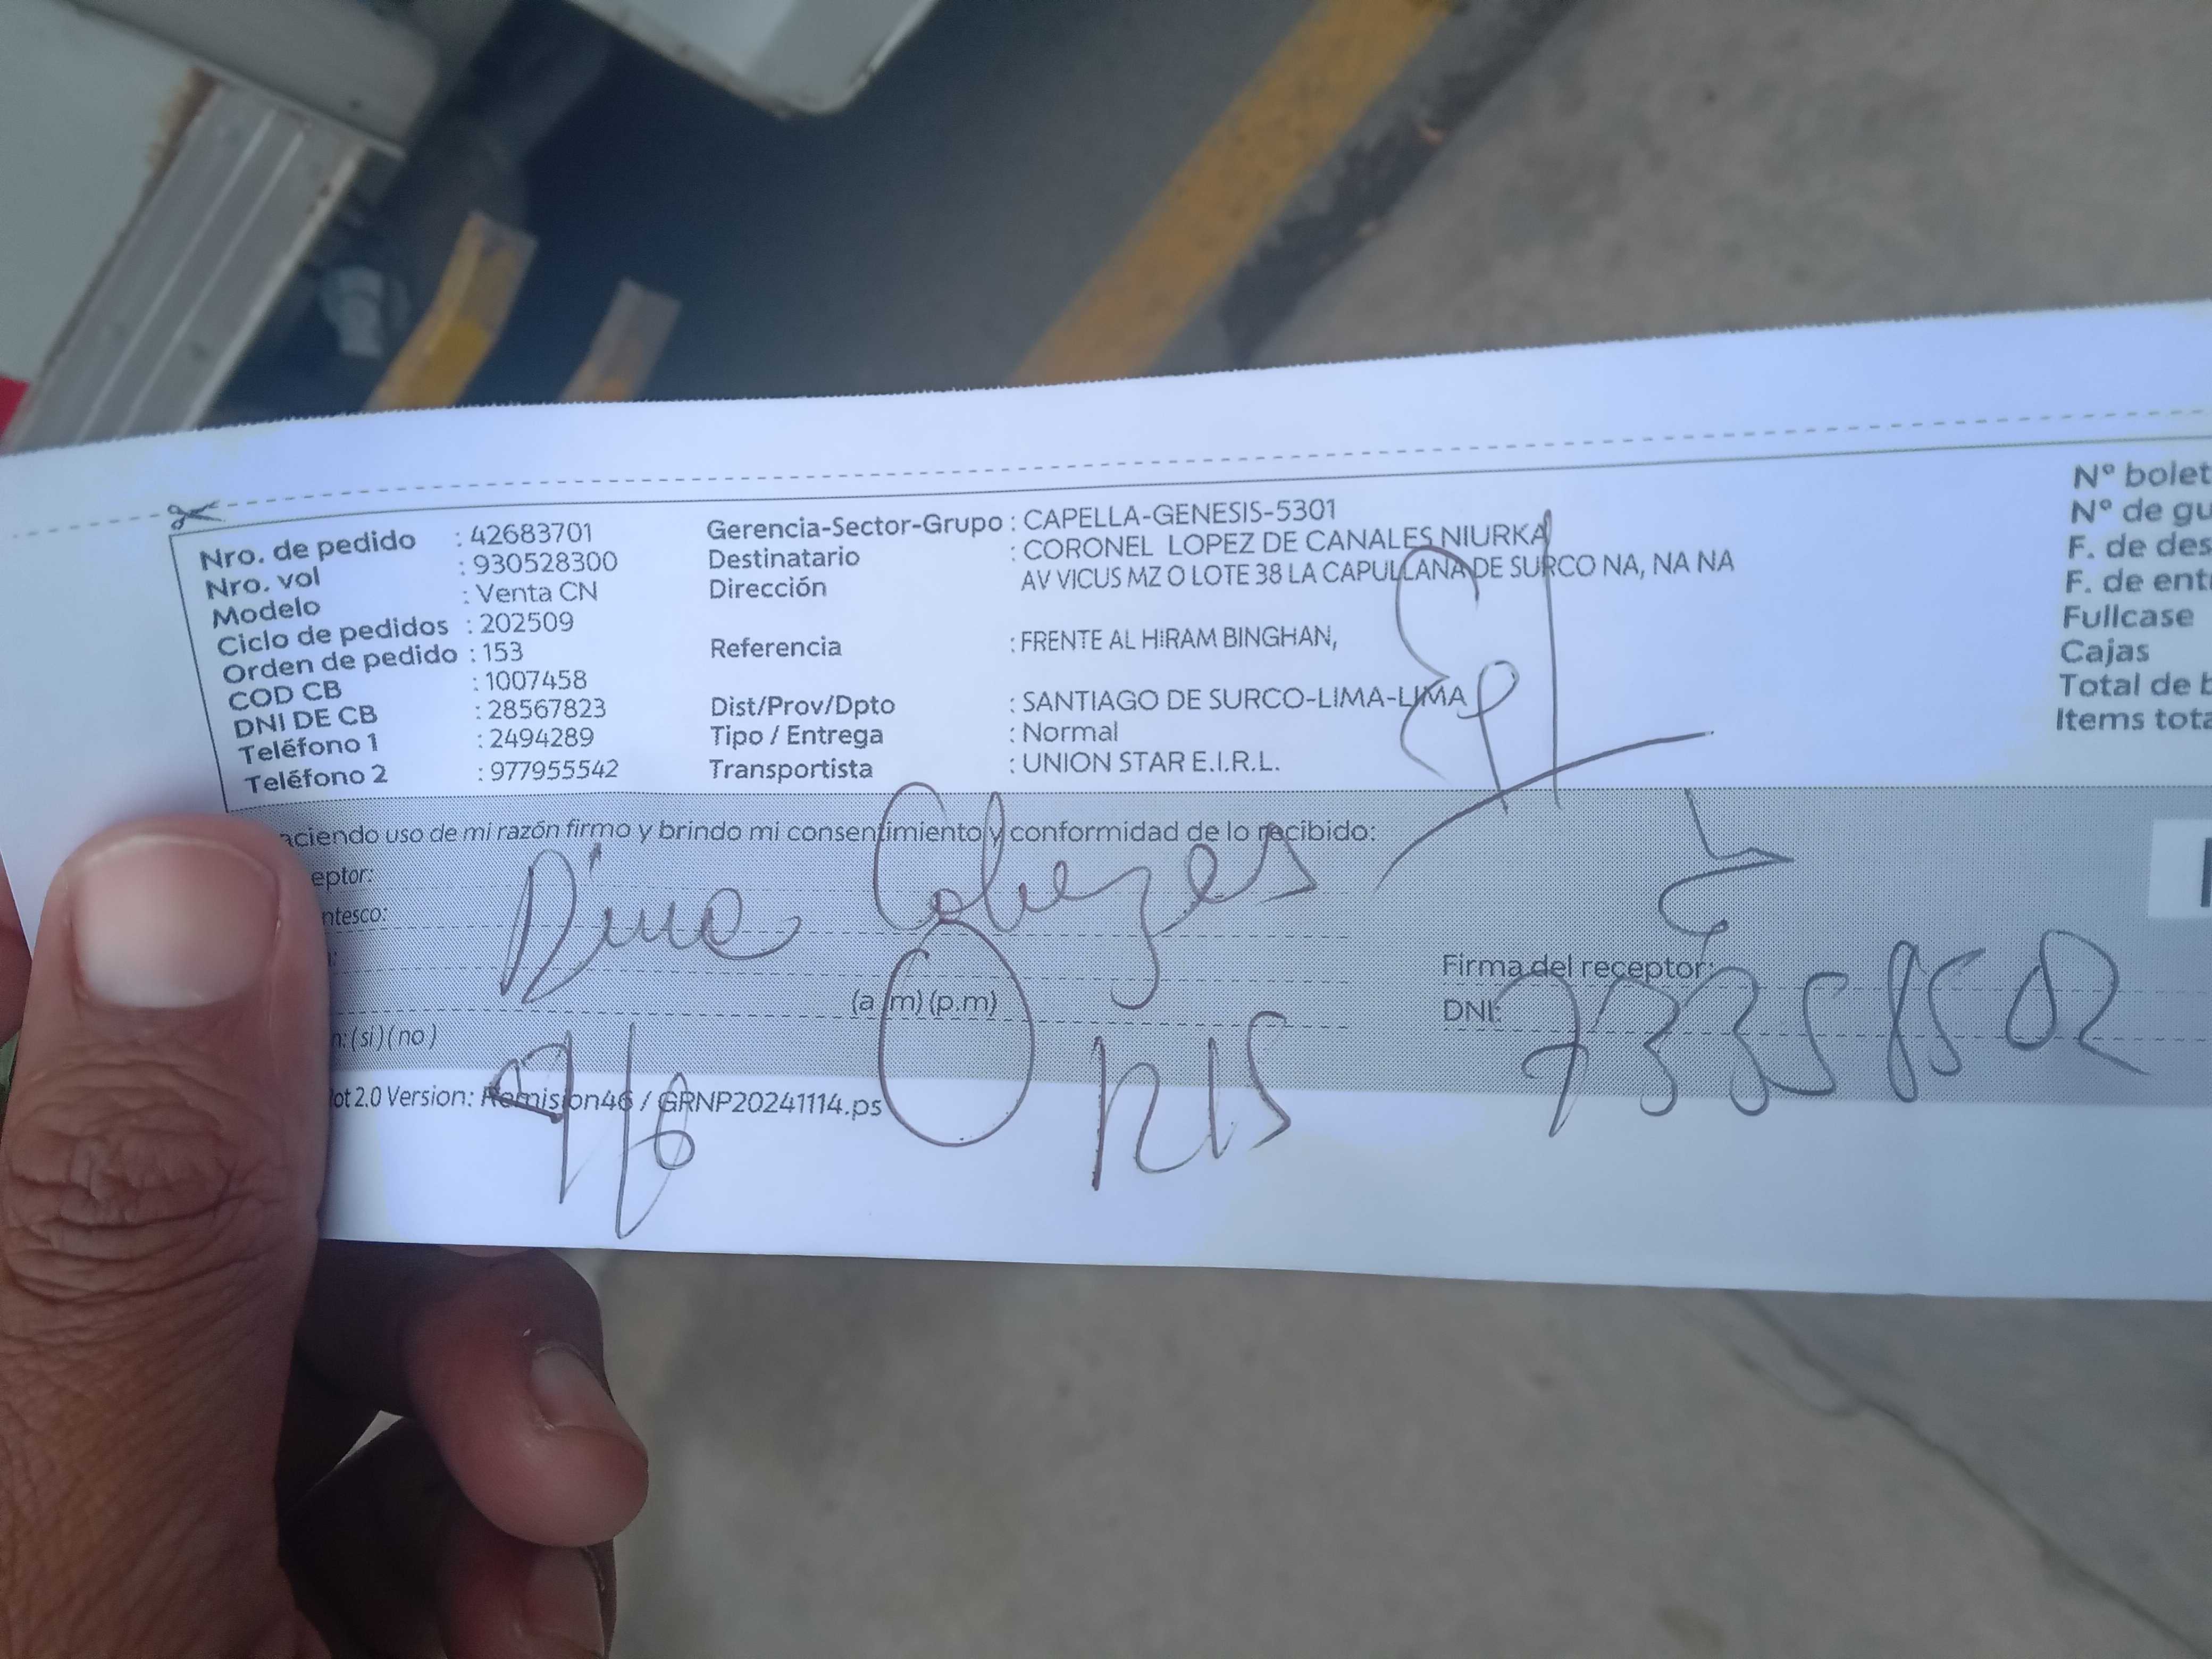 Nro. de pedido : 42683701
Nro. vol : 930528300
Modelo : Venta CN
Ciclo de pedidos : 202509
Orden de pedido : 153
COD CB : 1007458
DNI DE CB : 28567823
Teléfono 1 : 2494289
Teléfono 2 : 977955542
Gerencia-Sector-Grupo : CAPELLA-GENESIS-5301
Destinatario : CORONEL LOPEZ DE CANALES NIURKA
Dirección AV VICUS MZ O LOTE 38 LA CAPULLANA DE SURCO NA, NA NA
Referencia : FRENTE AL HIRAM BINGHAN,
Dist/Prov/Dpto : SANTIAGO DE SURCO-LIMA-LIMA
Tipo / Entrega : Normal
Transportista : UNION STAR E.I.R.L.
N° bolet
N° de gu
F. de des
F. de entr
Fullcase
Cajas
Total de b
Items tota
aciendo uso de mi razón firmo y brindo mi consentimiento y conformidad de lo recibido:
eptor:
ntesco:
(a.m) (p.m)
n: (si) (no)
Firma del receptor:
DNI: 73358502
ot 2.0 Version: Remision46 / GRNP20241114.ps
9/6